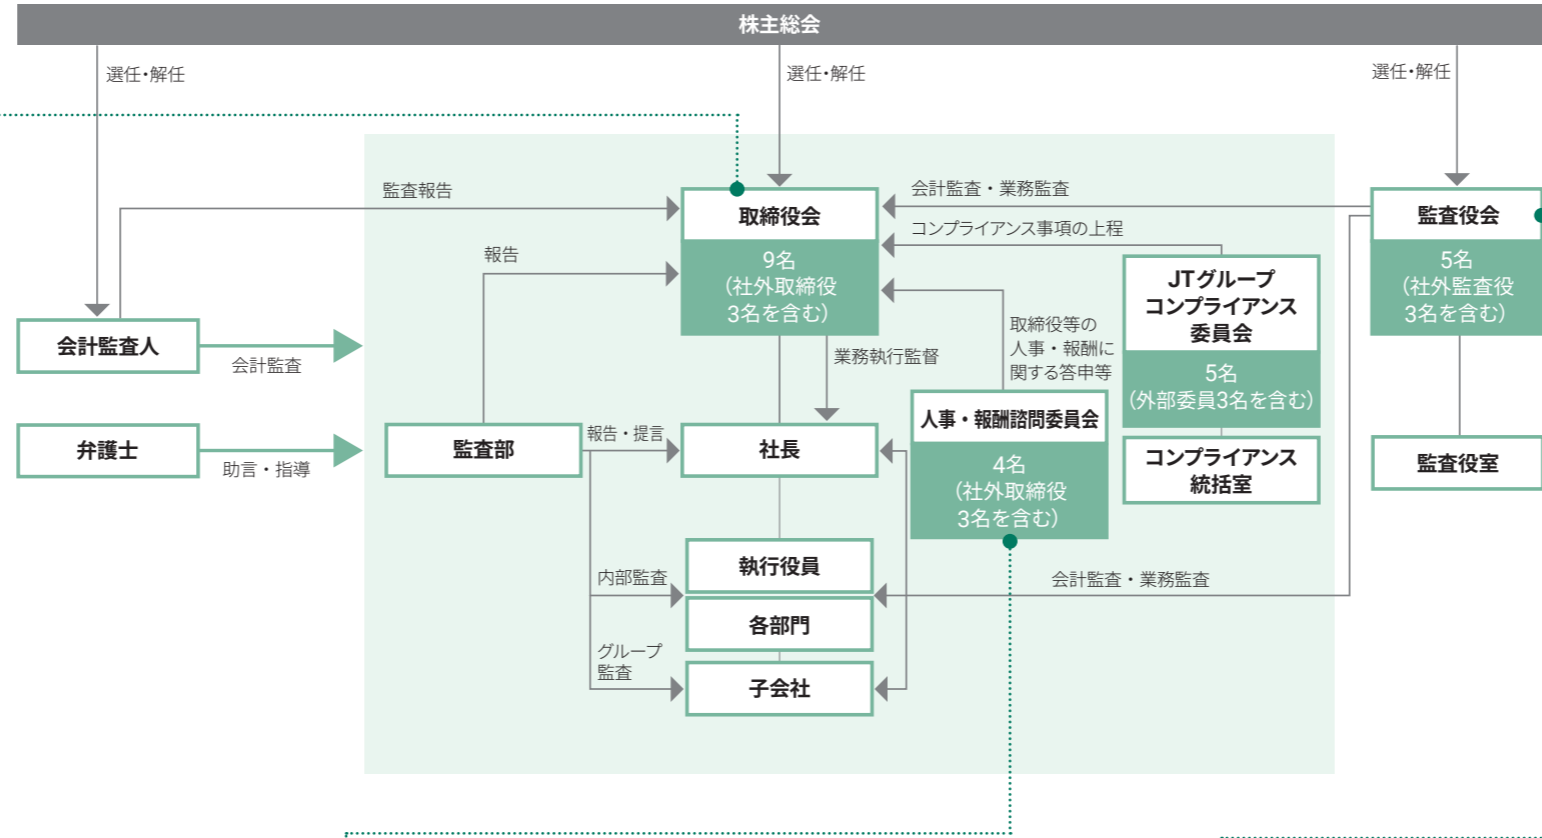 株主総会
選任・解任
選任・解任
選任・解任
監査報告
取締役会
9名
（社外取締役
3名を含む）
会計監査・業務監査
コンプライアンス事項の上程
監査役会
5名
（社外監査役
3名を含む）
報告
JTグループ
コンプライアンス
委員会
5名
（外部委員3名を含む）
会計監査人
会計監査
業務執行監督
取締役等の
人事・報酬に
関する答申等
弁護士
助言・指導
監査部
報告・提言
社長
人事・報酬諮問委員会
4名
（社外取締役
3名を含む）
コンプライアンス
統括室
監査役室
内部監査
執行役員
会計監査・業務監査
各部門
グループ
監査
子会社